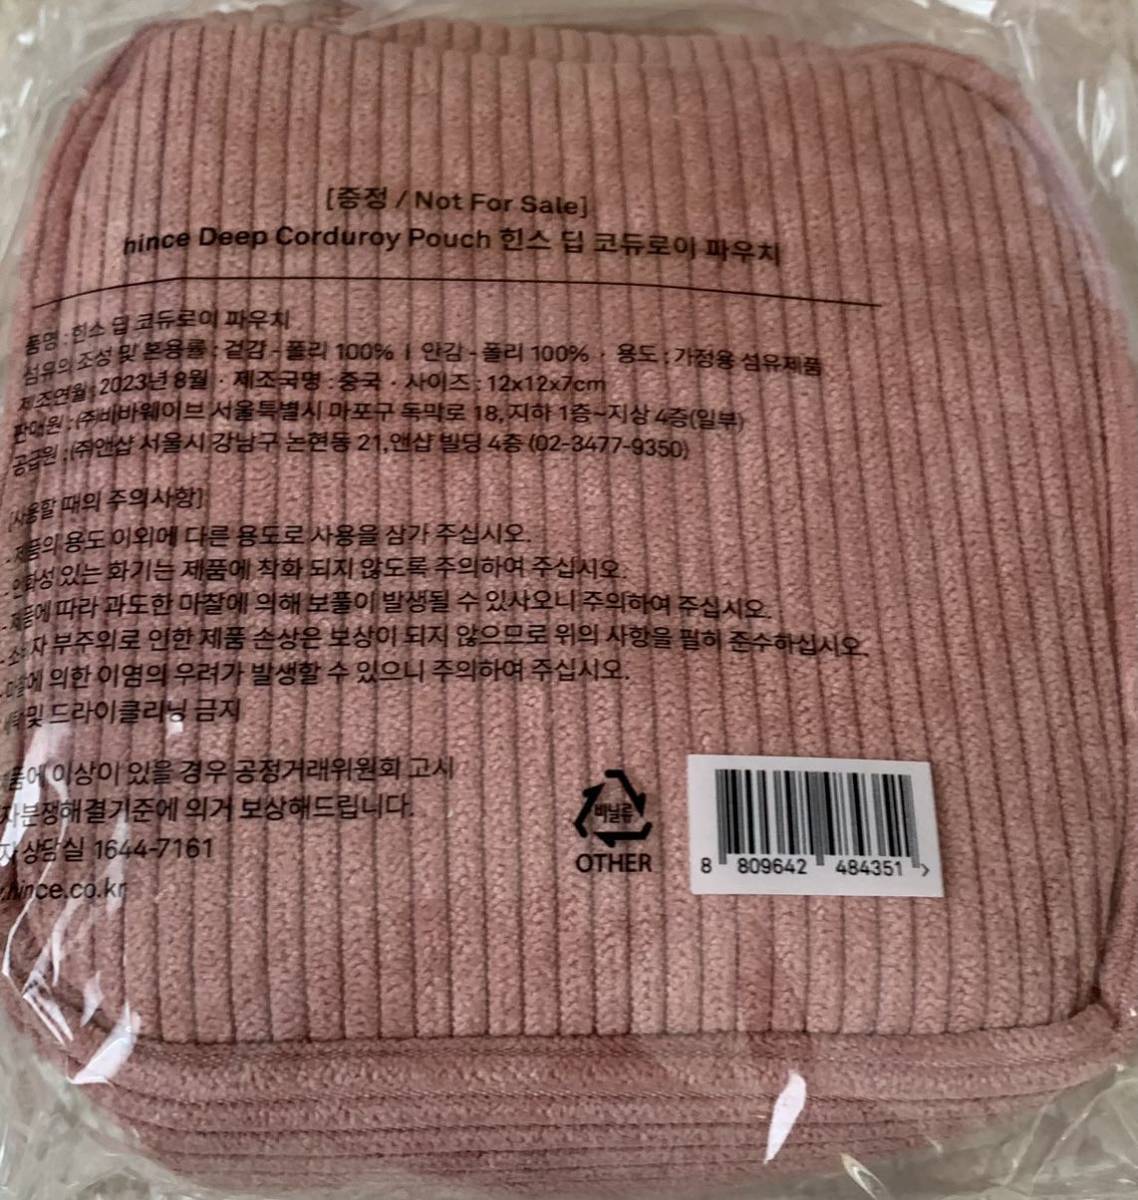 [증정 / Not For Sale]
hince Deep Corduroy Pouch 힌스 딥 코듀로이 파우치
품명 : 힌스 딥 코듀로이 파우치
섬유의 조성 및 혼용률 : 겉감 - 폴리 100% | 안감 - 폴리 100% · 용도 : 가정용 섬유제품
제조연월 : 2023년 8월 · 제조국명 : 중국 · 사이즈 : 12x12x7cm
판매원 : (주)비바웨이브 서울특별시 마포구 독막로 18, 지하 1층~지상 4층(일부)
공급원 : (주)앤샵 서울시 강남구 논현동 21, 앤샵 빌딩 4층 (02-3477-9350)
[사용할 때의 주의사항]
- 제품의 용도 이외에 다른 용도로 사용을 삼가 주십시오.
- 인화성 있는 화기는 제품에 착화 되지 않도록 주의하여 주십시오.
- 제품에 따라 과도한 마찰에 의해 보풀이 발생될 수 있사오니 주의하여 주십시오.
- 소비자 부주의로 인한 제품 손상은 보상이 되지 않으므로 위의 사항을 필히 준수하십시오.
- 마찰에 의한 이염의 우려가 발생할 수 있으니 주의하여 주십시오.
및 드라이클리닝 금지
이상이 있을 경우 공정거래위원회 고시
자분쟁해결기준에 의거 보상해드립니다.
자 상담실 1644-7161
hince.co.kr
비닐류
OTHER
8 809642 484351 >